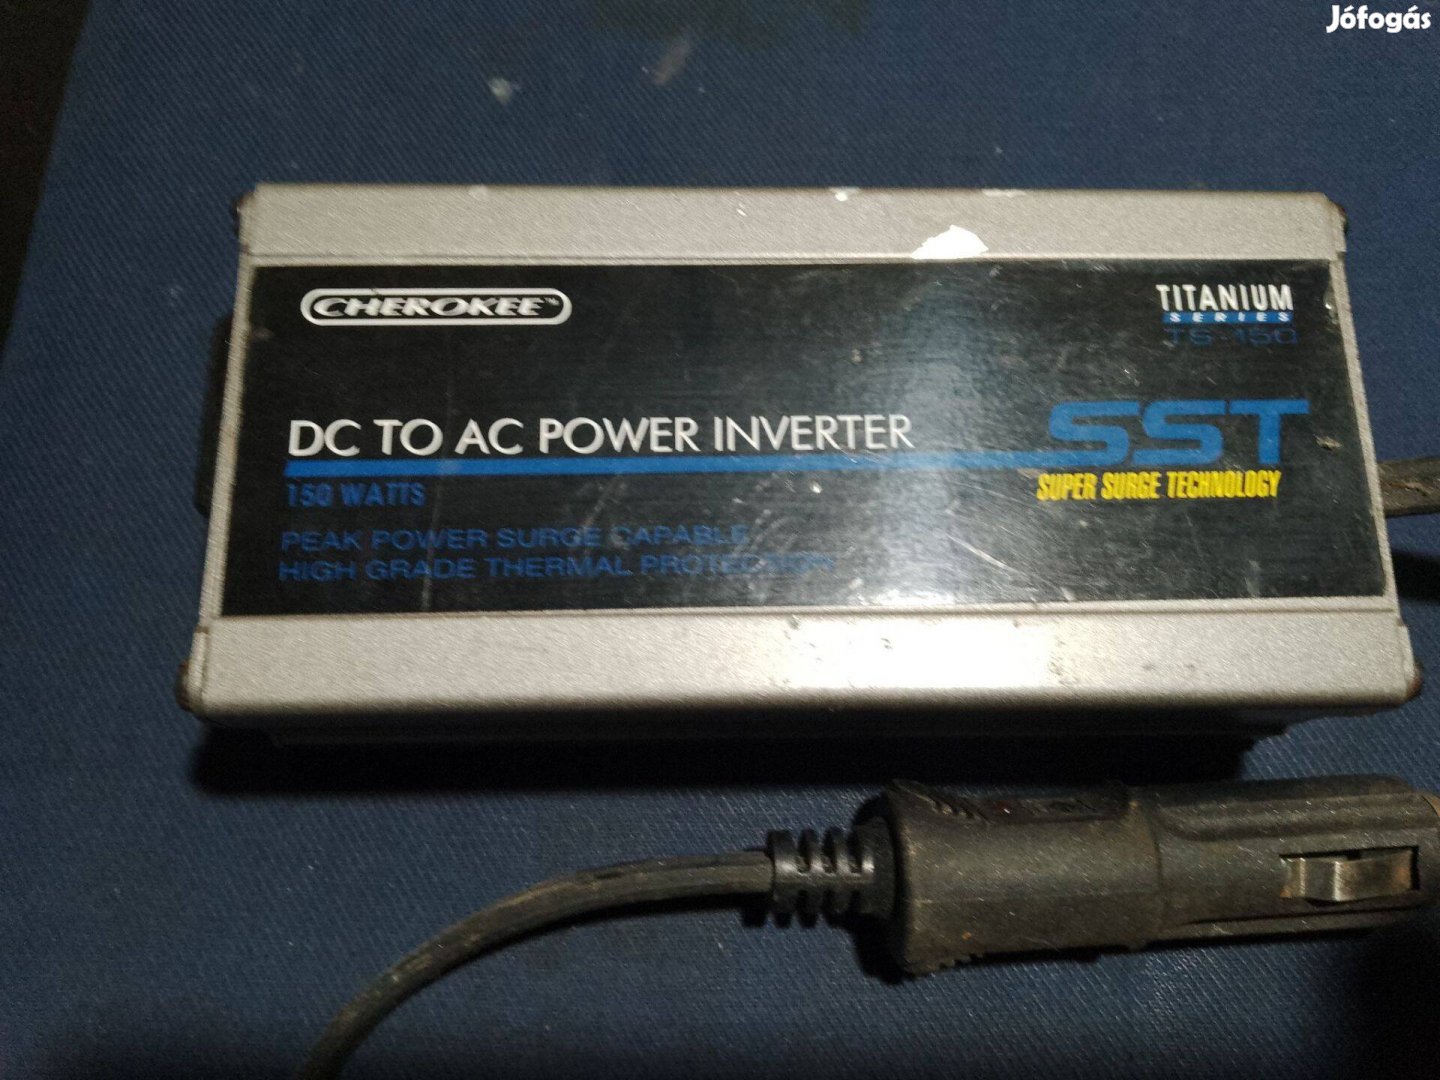 Jófogás
CHEROKEE™
TITANIUM
SERIES
TS-150
DC TO AC POWER INVERTER
SST
SUPER SURGE TECHNOLOGY
150 WATTS
PEAK POWER SURGE CAPABLE
HIGH GRADE THERMAL PROTECTION